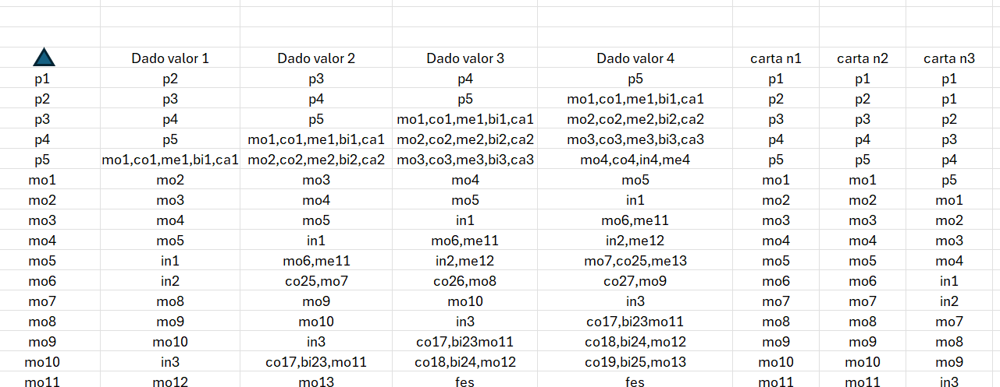 Dado valor 1 Dado valor 2 Dado valor 3 Dado valor 4 carta n1 carta n2 carta n3
p1 p2 p3 p4 p5 p1 p1 p1
p2 p3 p4 p5 mo1,co1,me1,bi1,ca1 p2 p2 p1
p3 p4 p5 mo1,co1,me1,bi1,ca1 mo2,co2,me2,bi2,ca2 p3 p3 p2
p4 p5 mo1,co1,me1,bi1,ca1 mo2,co2,me2,bi2,ca2 mo3,co3,me3,bi3,ca3 p4 p4 p3
p5 mo1,co1,me1,bi1,ca1 mo2,co2,me2,bi2,ca2 mo3,co3,me3,bi3,ca3 mo4,co4,in4,me4 p5 p5 p4
mo1 mo2 mo3 mo4 mo5 mo1 mo1 p5
mo2 mo3 mo4 mo5 in1 mo2 mo2 mo1
mo3 mo4 mo5 in1 mo6,me11 mo3 mo3 mo2
mo4 mo5 in1 mo6,me11 in2,me12 mo4 mo4 mo3
mo5 in1 mo6,me11 in2,me12 mo7,co25,me13 mo5 mo5 mo4
mo6 in2 co25,mo7 co26,mo8 co27,mo9 mo6 mo6 in1
mo7 mo8 mo9 mo10 in3 mo7 mo7 in2
mo8 mo9 mo10 in3 co17,bi23mo11 mo8 mo8 mo7
mo9 mo10 in3 co17,bi23mo11 co18,bi24,mo12 mo9 mo9 mo8
mo10 in3 co17,bi23,mo11 co18,bi24,mo12 co19,bi25,mo13 mo10 mo10 mo9
mo11 mo12 mo13 fes fes mo11 mo11 in3